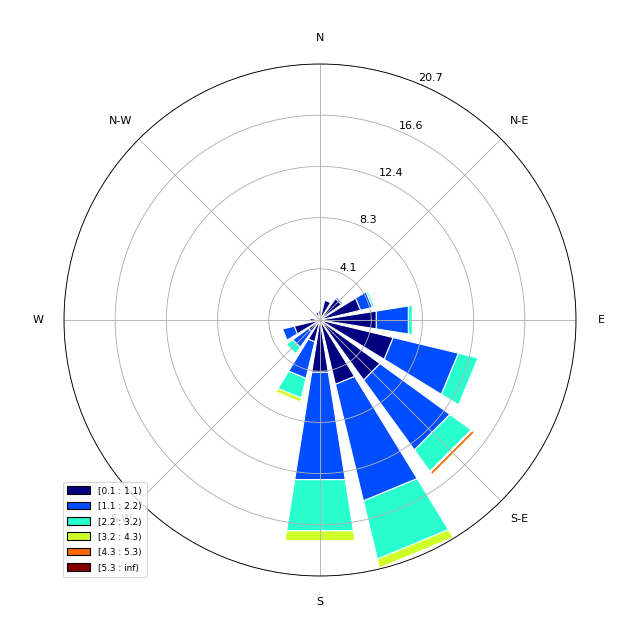 N
N-W
N-E
20.7
16.6
12.4
8.3
4.1
W
E
[0.1 : 1.1)
[1.1 : 2.2)
[2.2 : 3.2)
[3.2 : 4.3)
[4.3 : 5.3)
[5.3 : inf)
S-W
S-E
S